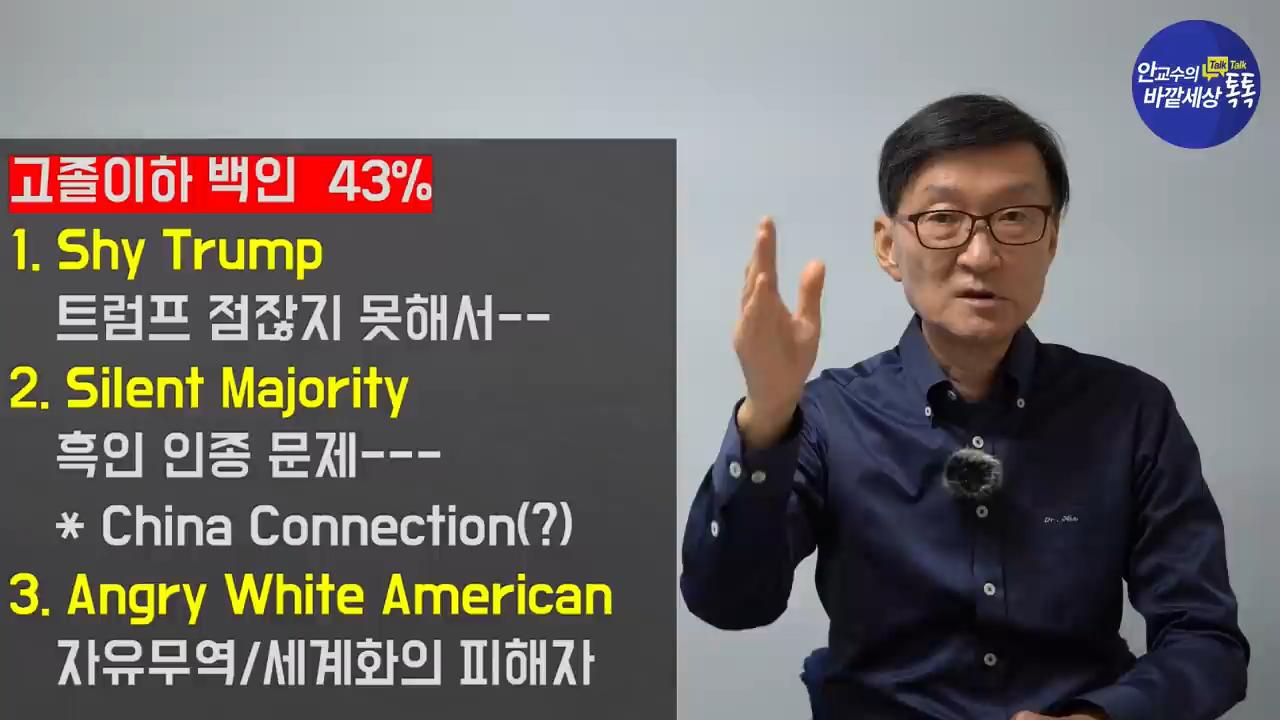 고졸이하 백인 43%
1. Shy Trump
트럼프 점잖지 못해서--
2. Silent Majority
흑인 인종 문제---
* China Connection(?)
3. Angry White American
자유무역/세계화의 피해자
안교수의 Talk Talk
바깥세상 톡톡